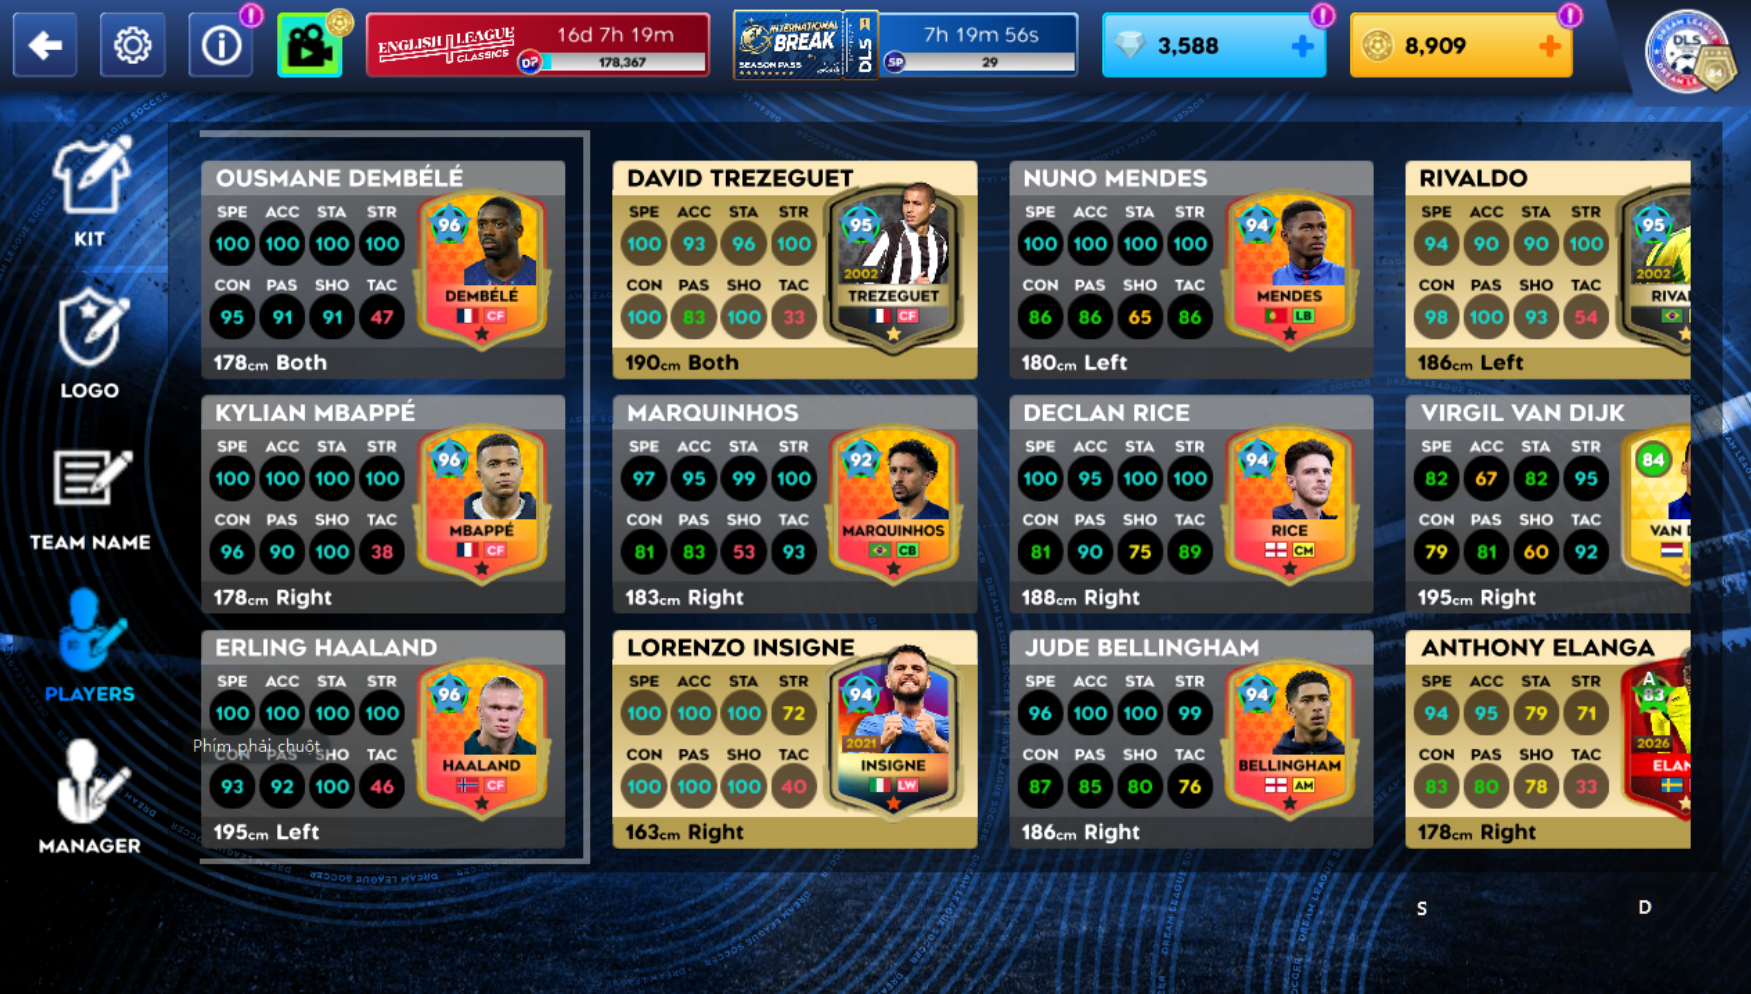 ENGLISH LEAGUE
CLASSICS
16d 7h 19m
DP
178,367
INTERNATIONAL
BREAK
SEASON PASS
DLS
7h 19m 56s
SP
29
3,588
8,909
DLS
84
KIT
LOGO
TEAM NAME
PLAYERS
MANAGER
OUSMANE DEMBÉLÉ
SPE ACC STA STR
100 100 100 100
CON PAS SHO TAC
95 91 91 47
178cm Both
96
DEMBÉLÉ
CF
DAVID TREZEGUET
SPE ACC STA STR
100 93 96 100
CON PAS SHO TAC
100 83 100 33
190cm Both
95
2002
TREZEGUET
CF
NUNO MENDES
SPE ACC STA STR
100 100 100 100
CON PAS SHO TAC
86 86 65 86
180cm Left
94
MENDES
LB
RIVALDO
SPE ACC STA STR
94 90 90 100
CON PAS SHO TAC
98 100 93 54
186cm Left
95
2002
RIVAL
KYLIAN MBAPPÉ
SPE ACC STA STR
100 100 100 100
CON PAS SHO TAC
96 90 100 38
178cm Right
96
MBAPPÉ
CF
MARQUINHOS
SPE ACC STA STR
97 95 99 100
CON PAS SHO TAC
81 83 53 93
183cm Right
92
MARQUINHOS
CB
DECLAN RICE
SPE ACC STA STR
100 95 100 100
CON PAS SHO TAC
81 90 75 89
188cm Right
94
RICE
CM
VIRGIL VAN DIJK
SPE ACC STA STR
82 67 82 95
CON PAS SHO TAC
79 81 60 92
195cm Right
84
VAN D
ERLING HAALAND
SPE ACC STA STR
100 100 100 100
Phím phải chuột
CON PAS SHO TAC
93 92 100 46
195cm Left
96
HAALAND
CF
LORENZO INSIGNE
SPE ACC STA STR
100 100 100 72
CON PAS SHO TAC
100 100 100 40
163cm Right
94
2021
INSIGNE
LW
JUDE BELLINGHAM
SPE ACC STA STR
96 100 100 99
CON PAS SHO TAC
87 85 80 76
186cm Right
94
BELLINGHAM
AM
ANTHONY ELANGA
SPE ACC STA STR
94 95 79 71
CON PAS SHO TAC
83 80 78 33
178cm Right
A
83
2026
ELAN
S
D